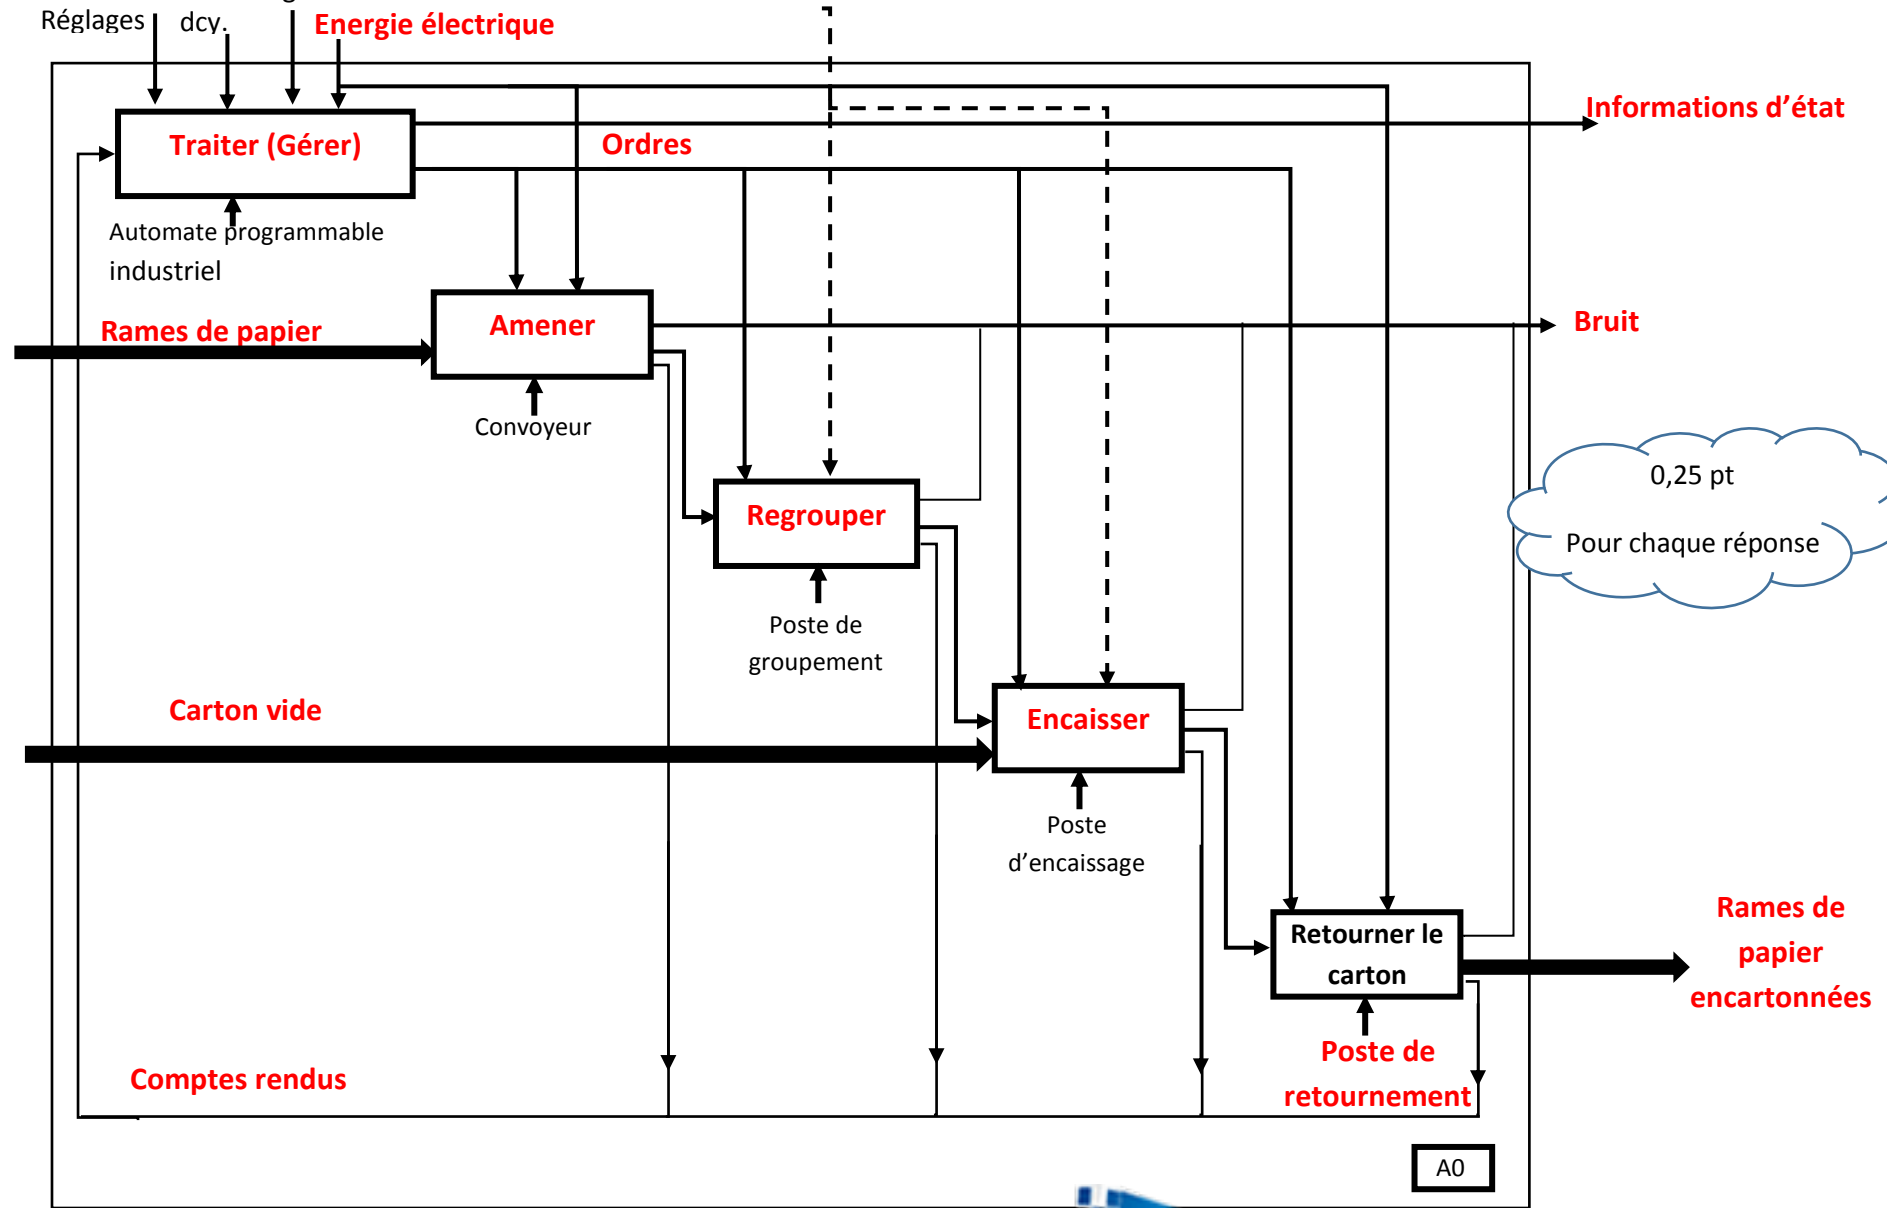 Réglages
dcy.
Energie électrique
Informations d’état
Traiter (Gérer)
Ordres
Automate programmable
industriel
Rames de papier
Amener
Bruit
Convoyeur
0,25 pt
Pour chaque réponse
Regrouper
Poste de
groupement
Carton vide
Encaisser
Poste
d’encaissage
Retourner le
carton
Rames de
papier
encartonnées
Poste de
retournement
Comptes rendus
A0